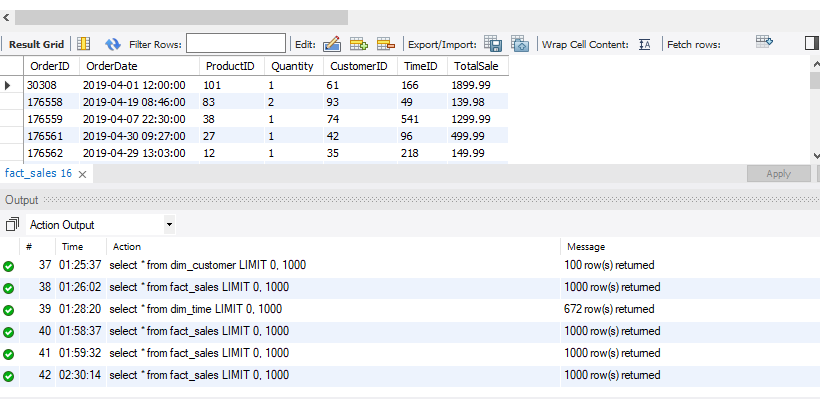 Result Grid Filter Rows: Edit: Export/Import: Wrap Cell Content: IA Fetch rows:
OrderID OrderDate ProductID Quantity CustomerID TimeID TotalSale
30308 2019-04-01 12:00:00 101 1 61 166 1899.99
176558 2019-04-19 08:46:00 83 2 93 49 139.98
176559 2019-04-07 22:30:00 38 1 74 541 1299.99
176561 2019-04-30 09:27:00 27 1 42 96 499.99
176562 2019-04-29 13:03:00 12 1 35 218 149.99
fact_sales 16 Apply
Output
Action Output
# Time Action Message
37 01:25:37 select * from dim_customer LIMIT 0, 1000 100 row(s) returned
38 01:26:02 select * from fact_sales LIMIT 0, 1000 1000 row(s) returned
39 01:28:20 select * from dim_time LIMIT 0, 1000 672 row(s) returned
40 01:58:37 select * from fact_sales LIMIT 0, 1000 1000 row(s) returned
41 01:59:32 select * from fact_sales LIMIT 0, 1000 1000 row(s) returned
42 02:30:14 select * from fact_sales LIMIT 0, 1000 1000 row(s) returned